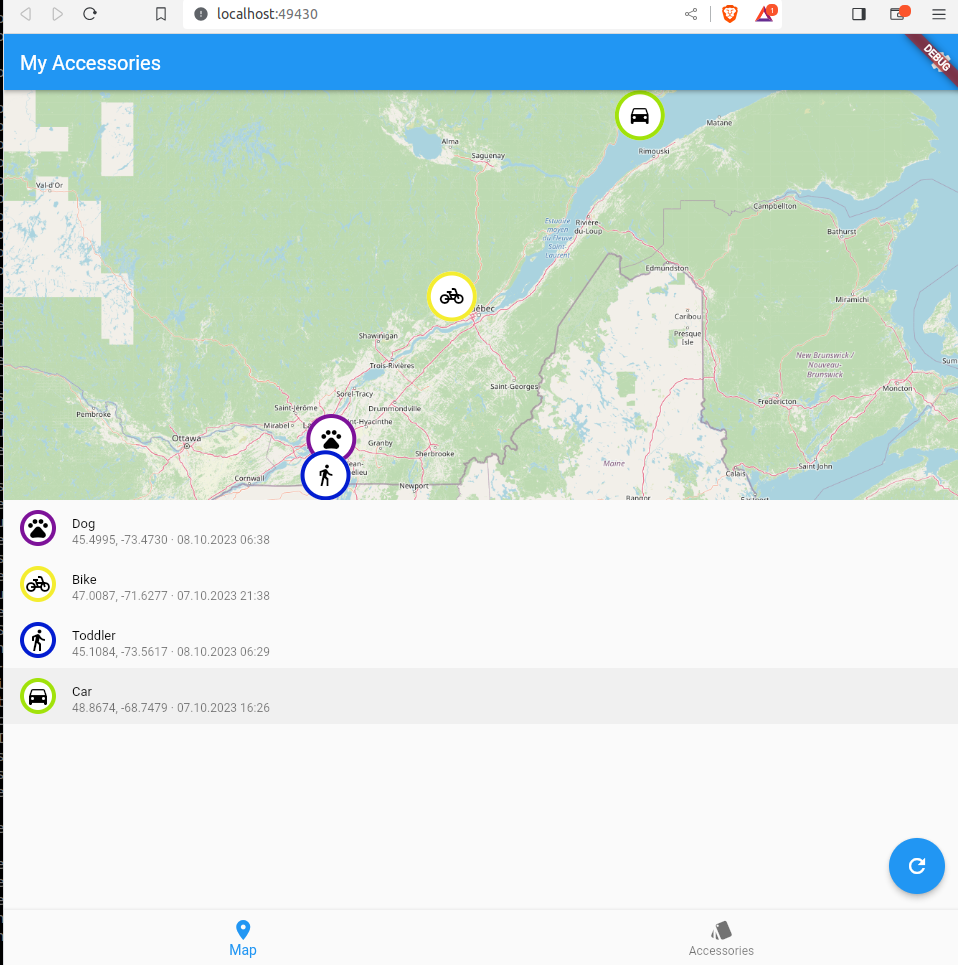 localhost:49430
1
My Accessories
DEBUG
Matane
Alma
Saguenay
Rimouski
Val-d'Or
Campbellton
Estuaire
moyen
du Fleuve
Saint-
Laurent
Rivière-
du-Loup
Bathurst
Edmundston
Miramichi
Caribou
Presque
Isle
Shawinigan
Trois-Rivières
New Brunswick /
Nouveau-
Brunswick
Saint-Georges
Moncton
Sorel-Tracy
Fredericton
Saint-Jérôme
Drummondville
Pembroke
Mirabel
nt-Hyacinthe
Ottawa
Granby
Sherbrooke
Maine
Saint John
Cornwall
Newport
Calais
Bangor
Dog
45.4995, -73.4730 · 08.10.2023 06:38
Bike
47.0087, -71.6277 · 07.10.2023 21:38
Toddler
45.1084, -73.5617 · 08.10.2023 06:29
Car
48.8674, -68.7479 · 07.10.2023 16:26
Map
Accessories